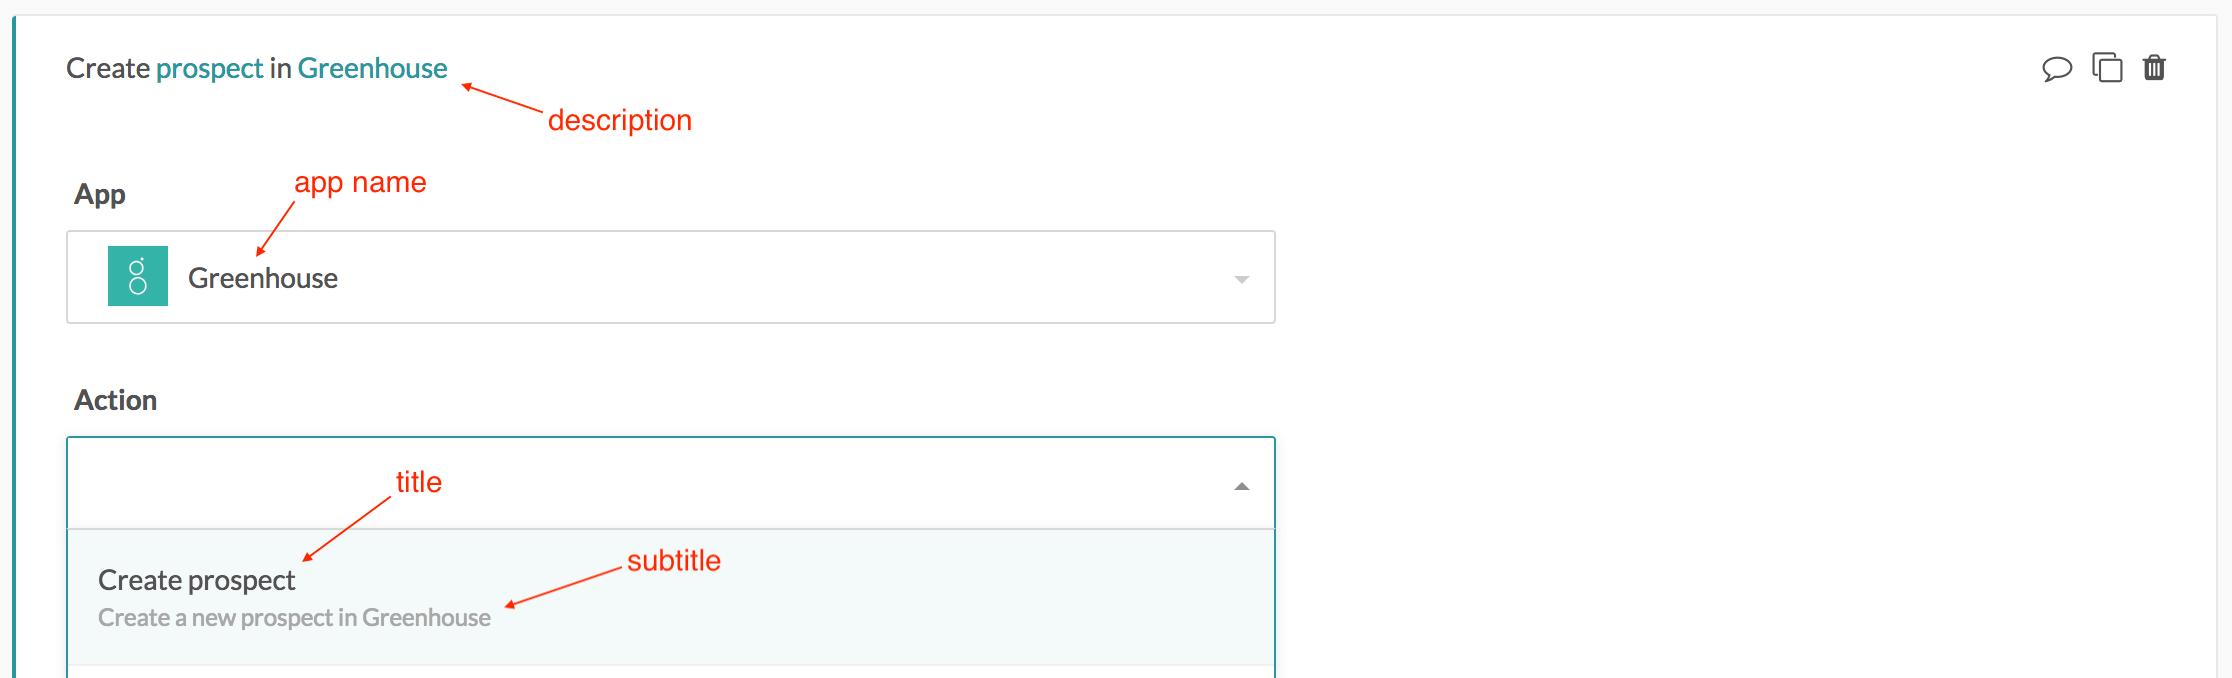 Create prospect in Greenhouse
description
app name
App
Greenhouse
Action
title
subtitle
Create prospect
Create a new prospect in Greenhouse